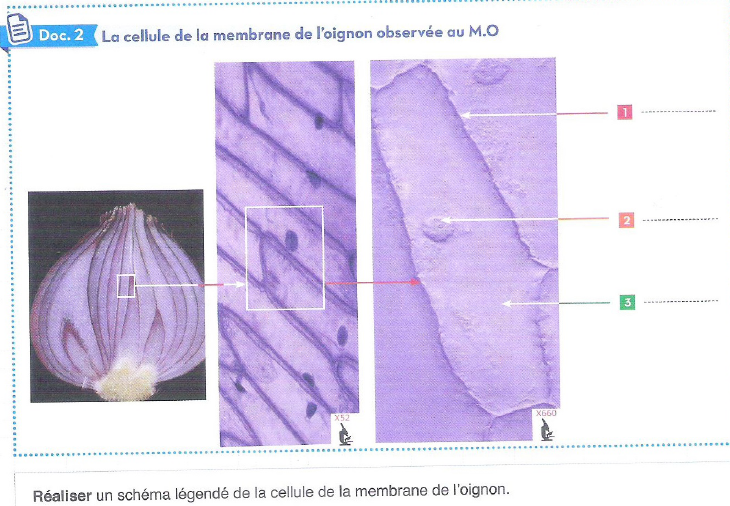 Doc. 2 La cellule de la membrane de l'oignon observée au M.O
1
2
3
X52
X660
Réaliser un schéma légendé de la cellule de la membrane de l'oignon.